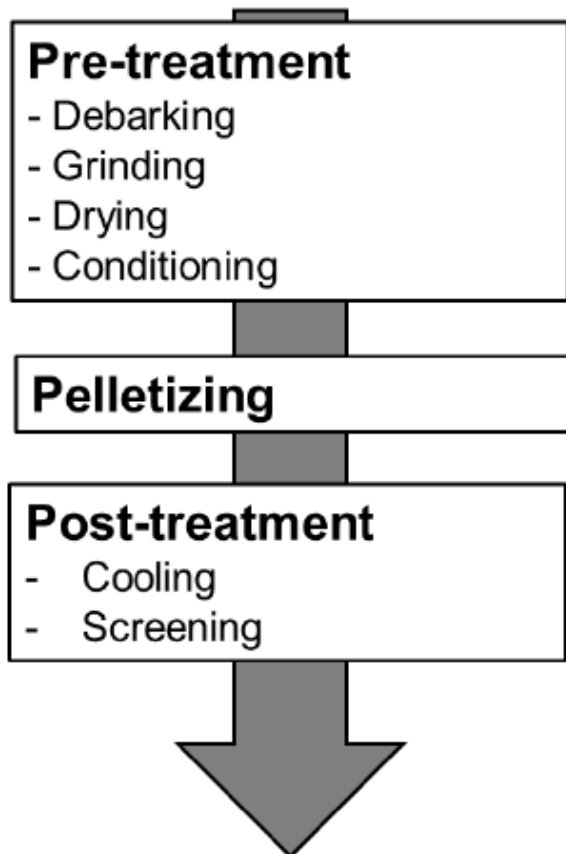 Pre-treatment
- Debarking
- Grinding
- Drying
- Conditioning
Pelletizing
Post-treatment
- Cooling
- Screening